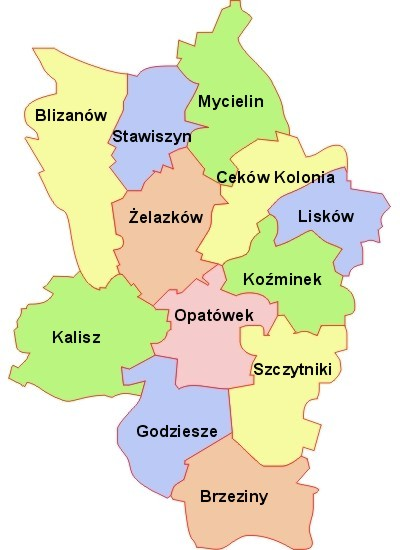 Mycielin
Blizanów
Stawiszyn
Ceków Kolonia
Żelazków
Lisków
Koźminek
Opatówek
Kalisz
Szczytniki
Godziesze
Brzeziny